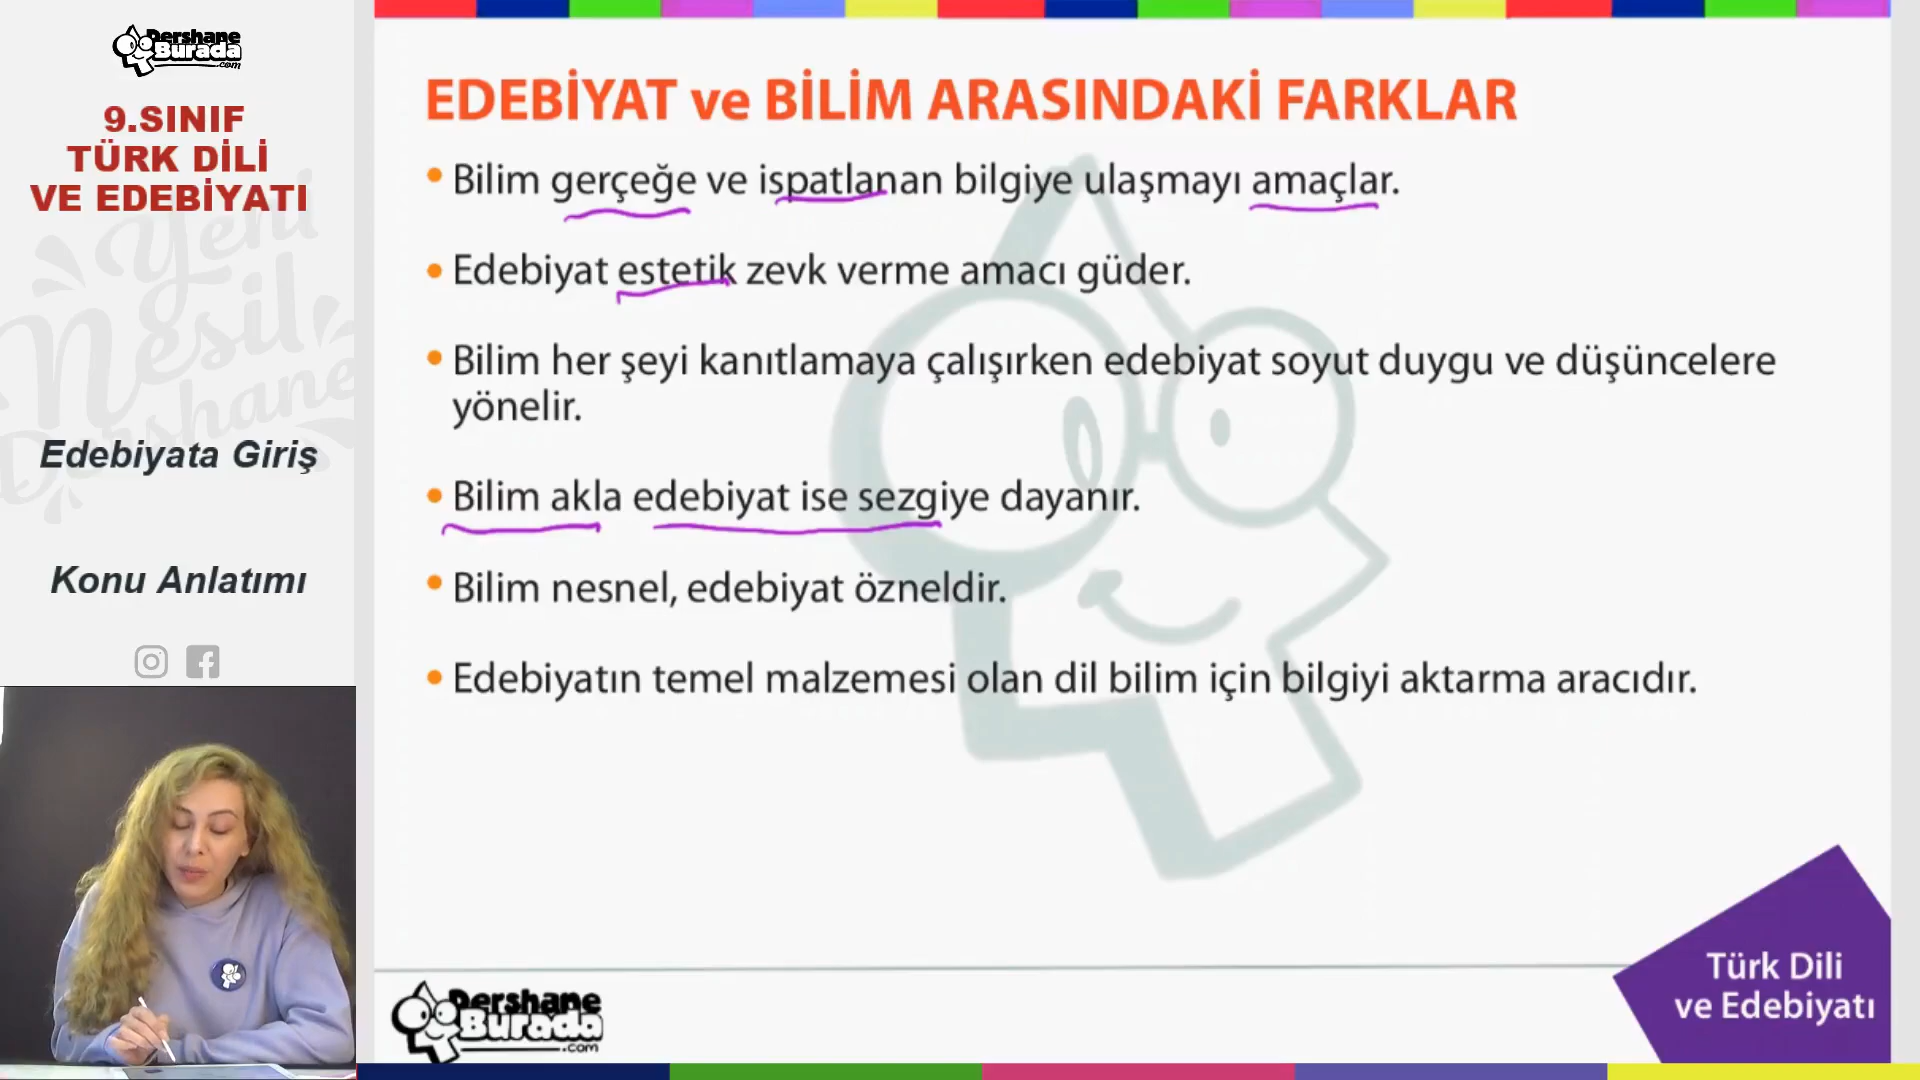 Dershane
Burada
.com
9.SINIF
TÜRK DİLİ
VE EDEBİYATI
Yeni
Nesil
Dershane
Edebiyata Giriş
Konu Anlatımı
EDEBİYAT ve BİLİM ARASINDAKİ FARKLAR
• Bilim gerçeğe ve ispatlanan bilgiye ulaşmayı amaçlar.
• Edebiyat estetik zevk verme amacı güder.
• Bilim her şeyi kanıtlamaya çalışırken edebiyat soyut duygu ve düşüncelere
yönelir.
• Bilim akla edebiyat ise sezgiye dayanır.
• Bilim nesnel, edebiyat özneldir.
• Edebiyatın temel malzemesi olan dil bilim için bilgiyi aktarma aracıdır.
Dershane
Burada
.com
Türk Dili
ve Edebiyatı